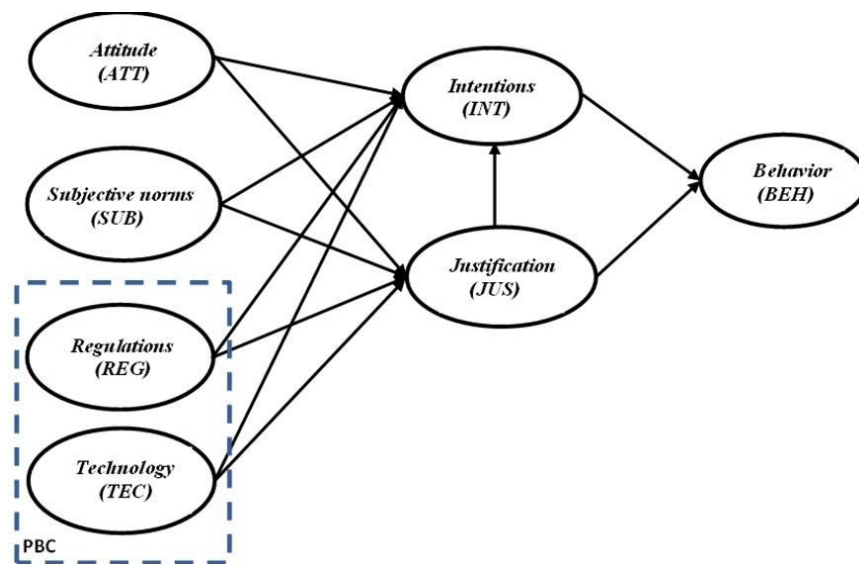 Attitude
(ATT)
Subjective norms
(SUB)
Regulations
(REG)
Technology
(TEC)
PBC
Intentions
(INT)
Justification
(JUS)
Behavior
(BEH)